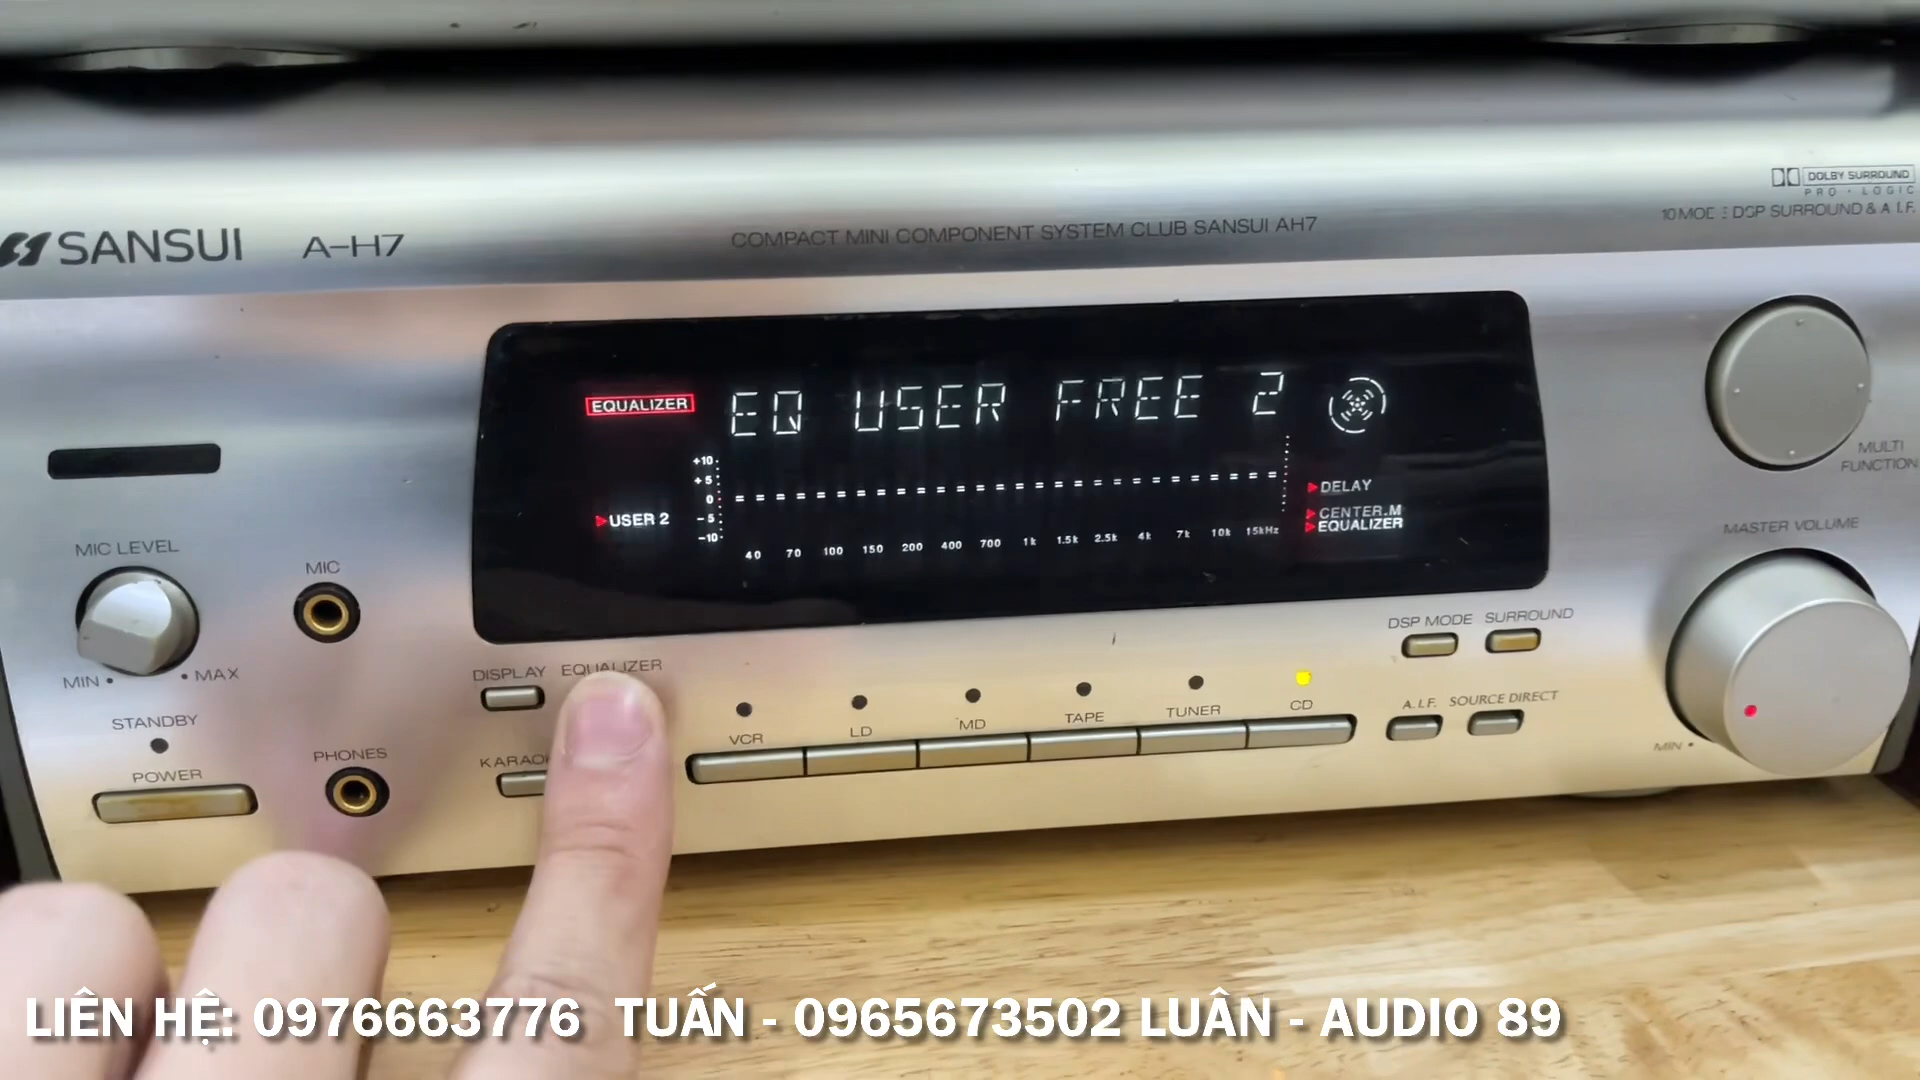 DOLBY SURROUND
PRO · LOGIC
10 MODE DSP SURROUND & A.I.F.
SANSUI A-H7
COMPACT MINI COMPONENT SYSTEM CLUB SANSUI AH7
EQUALIZER
EQ USER FREE 2
+10
+5
0
-5
-10
USER 2
40 70 100 150 200 400 700 1k 1.5k 2.5k 4k 7k 10k 15kHz
DELAY
CENTER.M
EQUALIZER
MULTI
FUNCTION
MASTER VOLUME
MIN
MIC LEVEL
MIN
MAX
MIC
STANDBY
POWER
PHONES
DISPLAY
EQUALIZER
KARAO
VCR
LD
MD
TAPE
TUNER
CD
DSP MODE
SURROUND
A.I.F.
SOURCE DIRECT
LIÊN HỆ: 0976663776 TUẤN - 0965673502 LUÂN - AUDIO 89